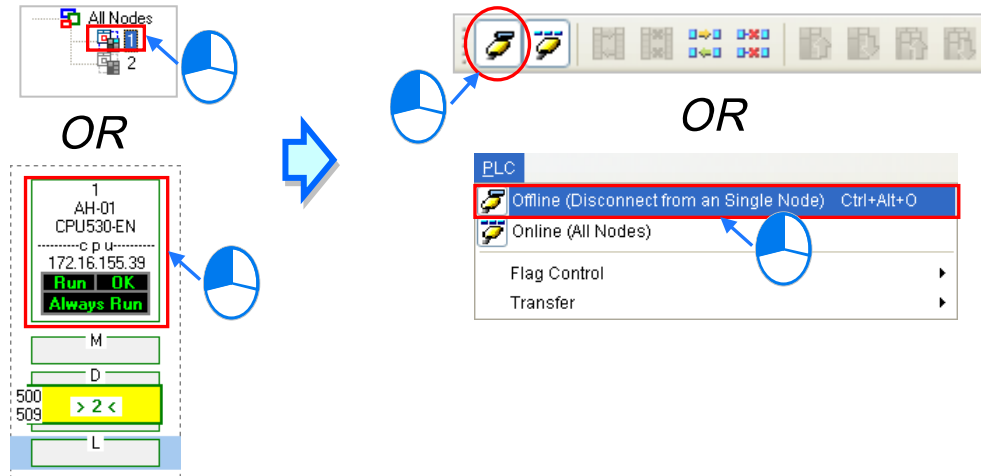 All Nodes
1
2
OR
1
AH-01
CPU530-EN
---------c p u---------
172.16.155.39
Run OK
Always Run
M
D
500
509
> 2 <
L
OR
PLC
Offline (Disconnect from an Single Node) Ctrl+Alt+O
Online (All Nodes)
Flag Control
Transfer